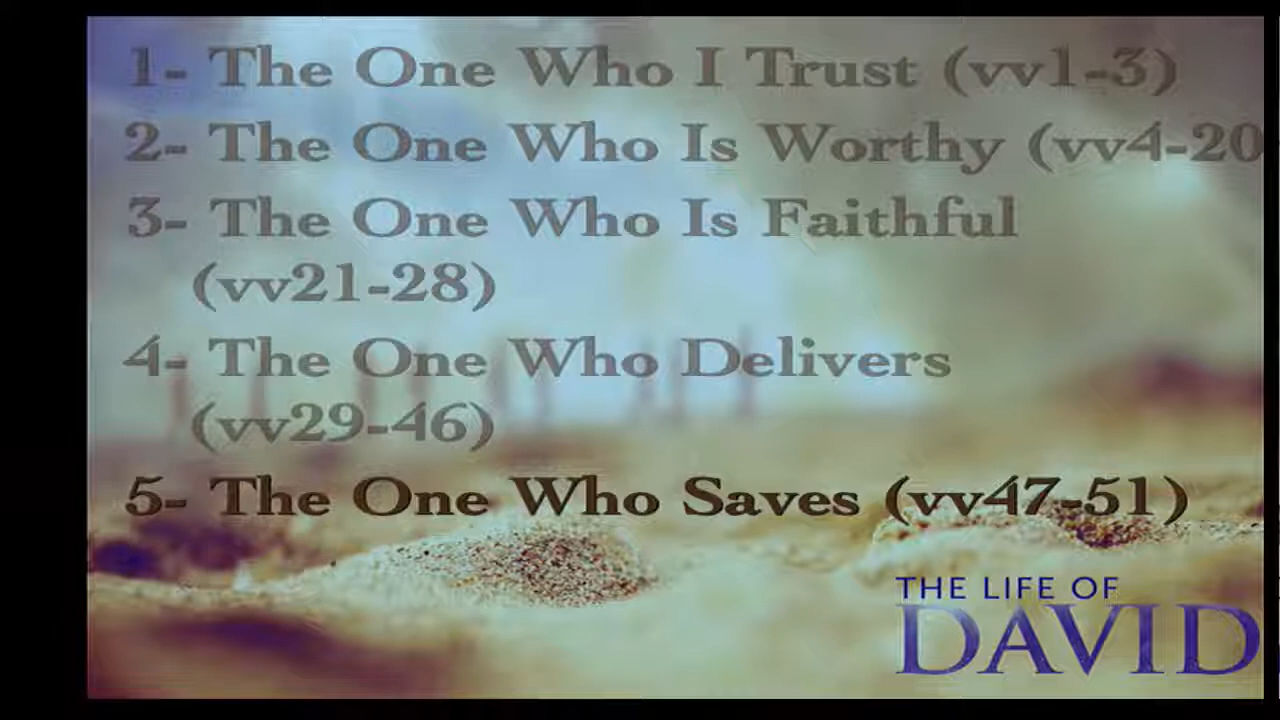 1- The One Who I Trust (vv1-3)
2- The One Who Is Worthy (vv4-20
3- The One Who Is Faithful
(vv21-28)
4- The One Who Delivers
(vv29-46)
5- The One Who Saves (vv47-51)
THE LIFE OF
DAVID